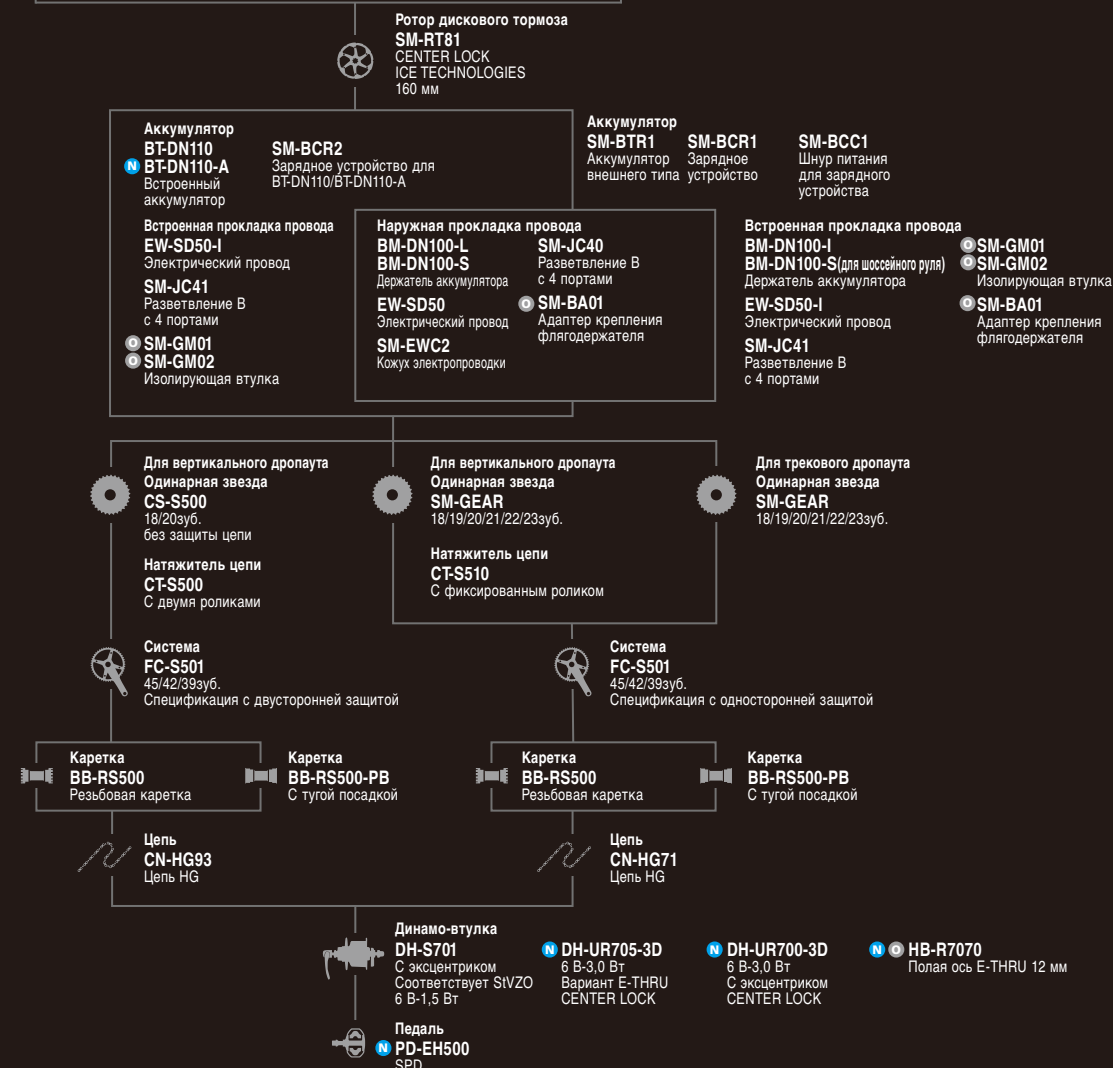 Ротор дискового тормоза
SM-RT81
CENTER LOCK
ICE TECHNOLOGIES
160 мм
Аккумулятор
BT-DN110
N BT-DN110-A
Встроенный
аккумулятор
SM-BCR2
Зарядное устройство для
BT-DN110/BT-DN110-A
Встроенная прокладка провода
EW-SD50-I
Электрический провод
SM-JC41
Разветвление B
с 4 портами
O SM-GM01
O SM-GM02
Изолирующая втулка
Аккумулятор
SM-BTR1
Аккумулятор
внешнего типа
SM-BCR1
Зарядное
устройство
SM-BCC1
Шнур питания
для зарядного
устройства
Наружная прокладка провода
BM-DN100-L
BM-DN100-S
Держатель аккумулятора
EW-SD50
Электрический провод
SM-EWC2
Кожух электропроводки
SM-JC40
Разветвление B
с 4 портами
O SM-BA01
Адаптер крепления
флягодержателя
Встроенная прокладка провода
BM-DN100-I
BM-DN100-S(для шоссейного руля)
Держатель аккумулятора
EW-SD50-I
Электрический провод
SM-JC41
Разветвление B
с 4 портами
O SM-GM01
O SM-GM02
Изолирующая втулка
O SM-BA01
Адаптер крепления
флягодержателя
Для вертикального дропаута
Одинарная звезда
CS-S500
18/20зуб.
без защиты цепи
Натяжитель цепи
CT-S500
С двумя роликами
Для вертикального дропаута
Одинарная звезда
SM-GEAR
18/19/20/21/22/23зуб.
Натяжитель цепи
CT-S510
С фиксированным роликом
Для трекового дропаута
Одинарная звезда
SM-GEAR
18/19/20/21/22/23зуб.
Система
FC-S501
45/42/39зуб.
Спецификация с двусторонней защитой
Система
FC-S501
45/42/39зуб.
Спецификация с односторонней защитой
Каретка
BB-RS500
Резьбовая каретка
Каретка
BB-RS500-PB
С тугой посадкой
Каретка
BB-RS500
Резьбовая каретка
Каретка
BB-RS500-PB
С тугой посадкой
Цепь
CN-HG93
Цепь HG
Цепь
CN-HG71
Цепь HG
Динамо-втулка
DH-S701
С эксцентриком
Соответствует StVZO
6 В-1,5 Вт
N DH-UR705-3D
6 В-3,0 Вт
Вариант E-THRU
CENTER LOCK
N DH-UR700-3D
6 В-3,0 Вт
С эксцентриком
CENTER LOCK
N O HB-R7070
Полая ось E-THRU 12 мм
Педаль
N PD-EH500
SPD